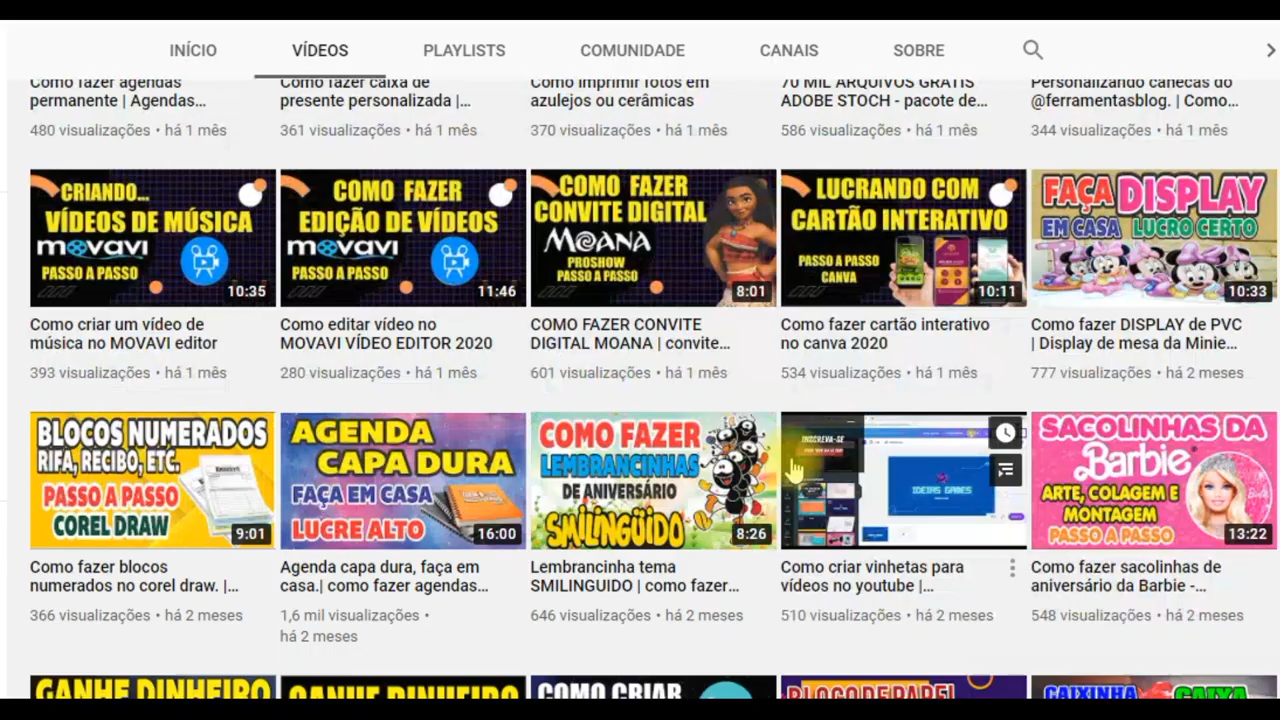 INÍCIO VÍDEOS PLAYLISTS COMUNIDADE CANAIS SOBRE
Como fazer agendas
permanente | Agendas...
480 visualizações • há 1 mês
Como fazer caixa de
presente personalizada |...
361 visualizações • há 1 mês
Como imprimir fotos em
azulejos ou cerâmicas
370 visualizações • há 1 mês
70 MIL ARQUIVOS GRÁTIS
ADOBE STOCH - pacote de...
586 visualizações • há 1 mês
Personalizando canecas do
@ferramentasblog. | Como...
344 visualizações • há 1 mês
CRIANDO...
VÍDEOS DE MÚSICA
movavi
PASSO A PASSO
10:35
Como criar um vídeo de
música no MOVAVI editor
393 visualizações • há 1 mês
COMO FAZER
EDIÇÃO DE VÍDEOS
movavi
PASSO A PASSO
11:46
Como editar vídeo no
MOVAVI VÍDEO EDITOR 2020
280 visualizações • há 1 mês
COMO FAZER
CONVITE DIGITAL
MOANA
PROSHOW
PASSO A PASSO
8:01
COMO FAZER CONVITE
DIGITAL MOANA | convite...
601 visualizações • há 1 mês
LUCRANDO COM
CARTÃO INTERATIVO
PASSO A PASSO
CANVA
10:11
Como fazer cartão interativo
no canva 2020
534 visualizações • há 1 mês
FAÇA DISPLAY
EM CASA LUCRO CERTO
10:33
Como fazer DISPLAY de PVC
| Display de mesa da Minie...
777 visualizações • há 2 meses
BLOCOS NUMERADOS
RIFA, RECIBO, ETC.
PASSO A PASSO
COREL DRAW
9:01
Como fazer blocos
numerados no corel draw. |...
366 visualizações • há 2 meses
AGENDA
CAPA DURA
FAÇA EM CASA
LUCRE ALTO
16:00
Agenda capa dura, faça em
casa.| como fazer agendas...
1,6 mil visualizações •
há 2 meses
COMO FAZER
LEMBRANCINHAS
DE ANIVERSÁRIO
SMILINGÜIDO
8:26
Lembrancinha tema
SMILINGUIDO | como fazer...
646 visualizações • há 2 meses
INSCREVA-SE
IDEIAS GAMES
Como criar vinhetas para
vídeos no youtube |...
510 visualizações • há 2 meses
SACOLINHAS DA
Barbie
ARTE, COLAGEM E
MONTAGEM
PASSO A PASSO
13:22
Como fazer sacolinhas de
aniversário da Barbie -...
548 visualizações • há 2 meses
GANHE DINHEIRO
GANHE DINHEIRO
COMO CRIAR
BLOCO DE PAPEL
CAIXINHA CAIXA